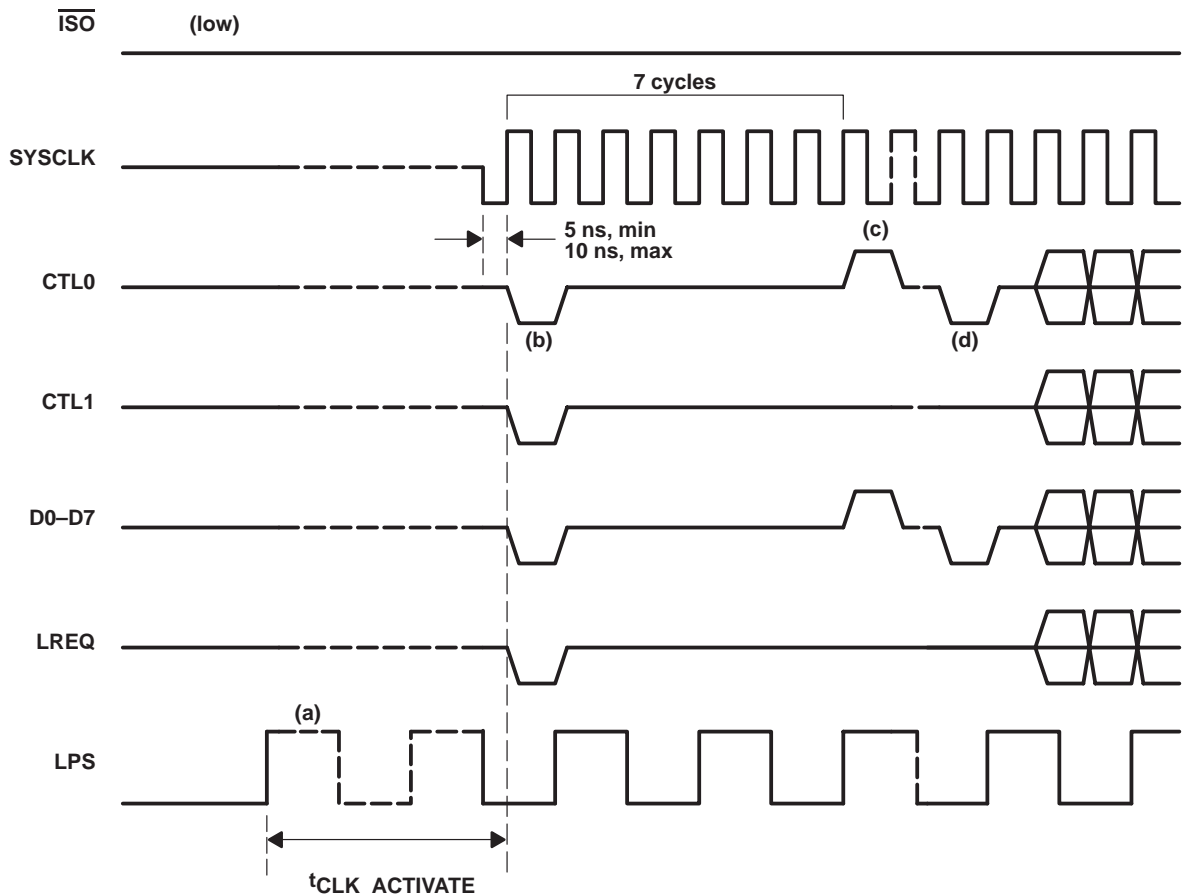 ISO
(low)
7 cycles
SYSCLK
5 ns, min
10 ns, max
(c)
CTL0
(b)
(d)
CTL1
D0–D7
LREQ
(a)
LPS
tCLK_ACTIVATE